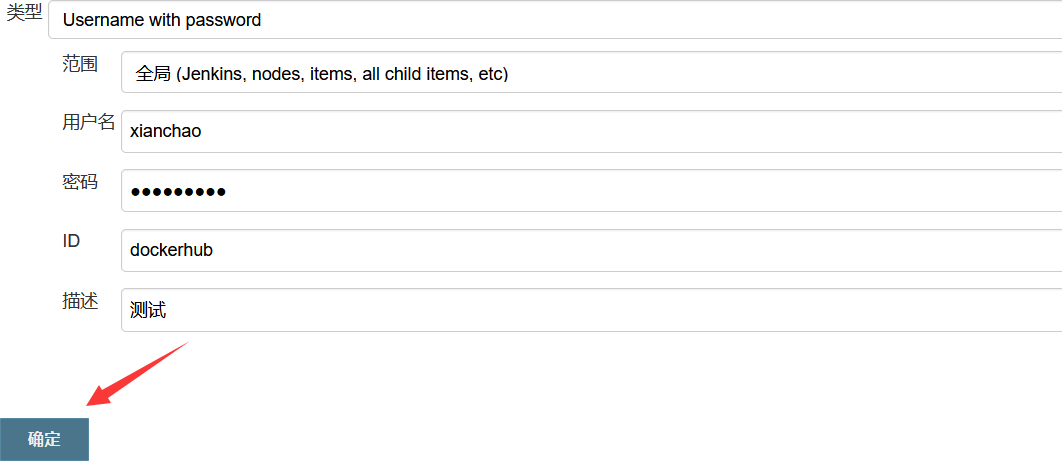 类型 Username with password
范围 全局 (Jenkins, nodes, items, all child items, etc)
用户名 xianchao
密码 ●●●●●●●●●
ID dockerhub
描述 测试
确定